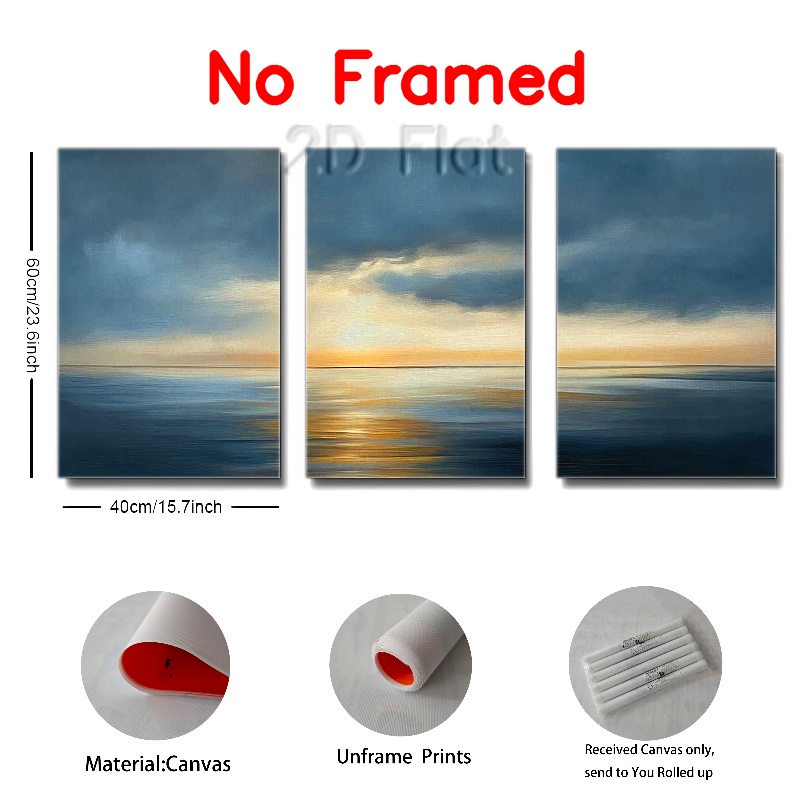 No Framed
2D Flat
60cm/23.6inch
40cm/15.7inch
Material:Canvas
Unframe Prints
Received Canvas only,
send to You Rolled up